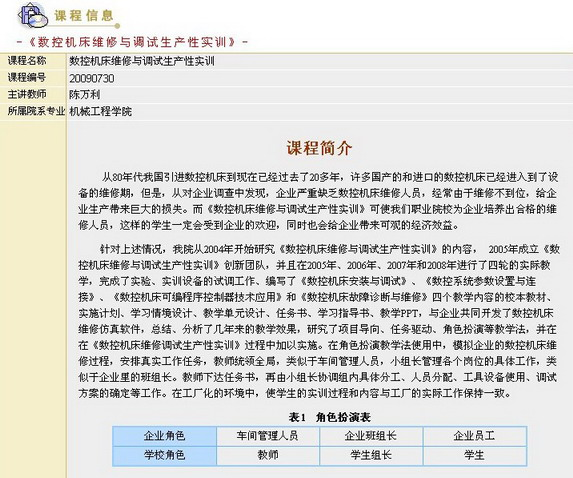 课程信息
-《数控机床维修与调试生产性实训》-
课程名称 数控机床维修与调试生产性实训
课程编号 20090730
主讲教师 陈万利
所属院系专业 机械工程学院
课程简介
从80年代我国引进数控机床到现在已经过去了20多年，许多国产的和进口的数控机床已经进入到了设
备的维修期，但是，从对企业调查中发现，企业严重缺乏数控机床维修人员，经常由于维修不到位，给企
业生产带来巨大的损失。而《数控机床维修与调试生产性实训》可使我们职业院校为企业培养出合格的维
修人员，这样的学生一定会受到企业的欢迎，同时也会给企业带来可观的经济效益。
针对上述情况，我院从2004年开始研究《数控机床维修与调试生产性实训》的内容， 2005年成立《数
控机床维修与调试生产性实训》创新团队，并且在2005年、2006年、2007年和2008年进行了四轮的实际教
学，完成了实验、实训设备的试调工作、编写了《数控机床安装与调试》、《数控系统参数设置与连
接》、《数控机床可编程序控制器技术应用》和《数控机床故障诊断与维修》四个教学内容的校本教材、
实施计划、学习情境设计、教学单元设计、任务书、学习指导书、教学PPT，与企业共同开发了数控机床
维修仿真软件，总结、分析了几年来的教学效果，研究了项目导向、任务驱动、角色扮演等教学法，并在
在《数控机床维修调试生产性实训》过程中加以实施。在角色扮演教学法使用中，模拟企业的数控机床维
修过程，安排真实工作任务，教师统领全局，类似于车间管理人员，小组长管理各个岗位的具体工作，类
似于企业里的班组长。教师下达任务书，再由小组长协调组内具体分工、人员分配、工具设备使用、调试
方案的确定等工作。在工厂化的环境中，使学生的实训过程和内容与工厂的实际工作保持一致。
表1 角色扮演表
企业角色 车间管理人员 企业班组长 企业员工
学校角色 教师 学生组长 学生